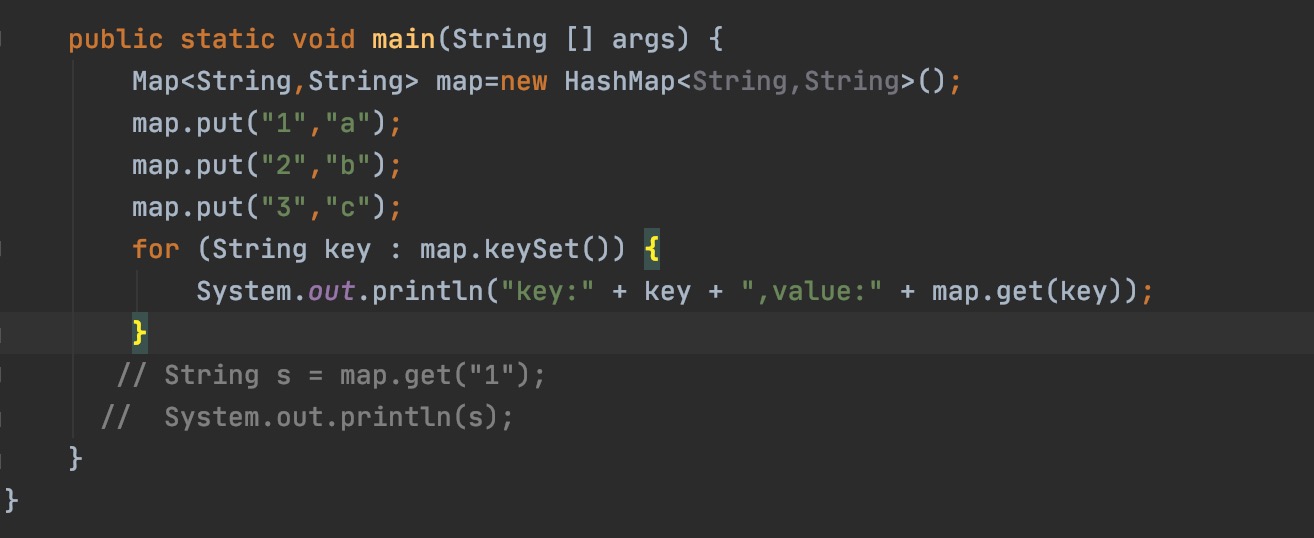 public static void main(String [] args) {
    Map<String,String> map=new HashMap<String,String>();
    map.put("1","a");
    map.put("2","b");
    map.put("3","c");
    for (String key : map.keySet()) {
        System.out.println("key:" + key + ",value:" + map.get(key));
    }
   // String s = map.get("1");
  //  System.out.println(s);
}
}